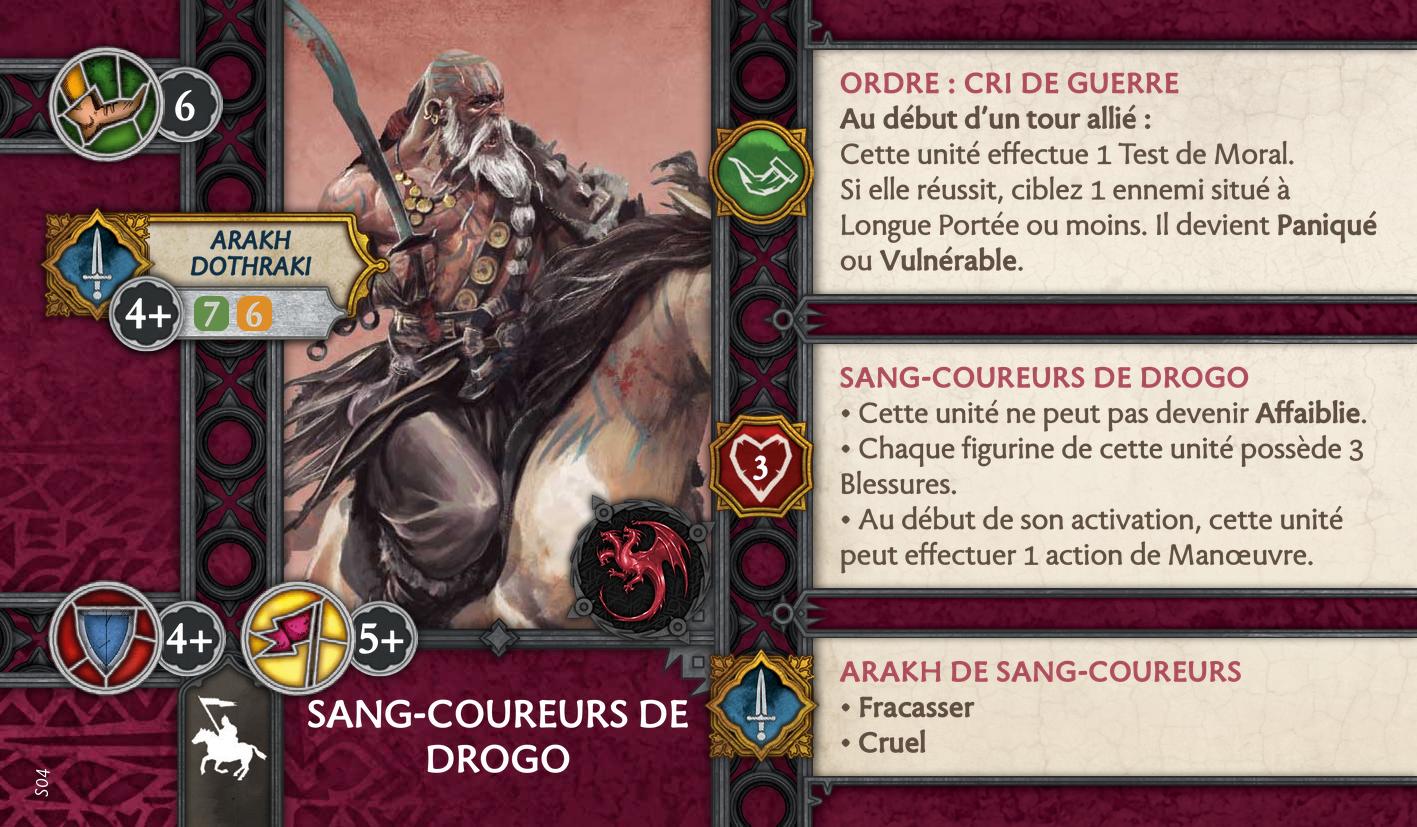 6
ARAKH
DOTHRAKI
4+
7 6
4+
5+
SANG-COUREURS DE
DROGO
S04
ORDRE : CRI DE GUERRE
Au début d’un tour allié :
Cette unité effectue 1 Test de Moral.
Si elle réussit, ciblez 1 ennemi situé à
Longue Portée ou moins. Il devient Paniqué
ou Vulnérable.
3
SANG-COUREURS DE DROGO
• Cette unité ne peut pas devenir Affaiblie.
• Chaque figurine de cette unité possède 3
Blessures.
• Au début de son activation, cette unité
peut effectuer 1 action de Manœuvre.
ARAKH DE SANG-COUREURS
• Fracasser
• Cruel